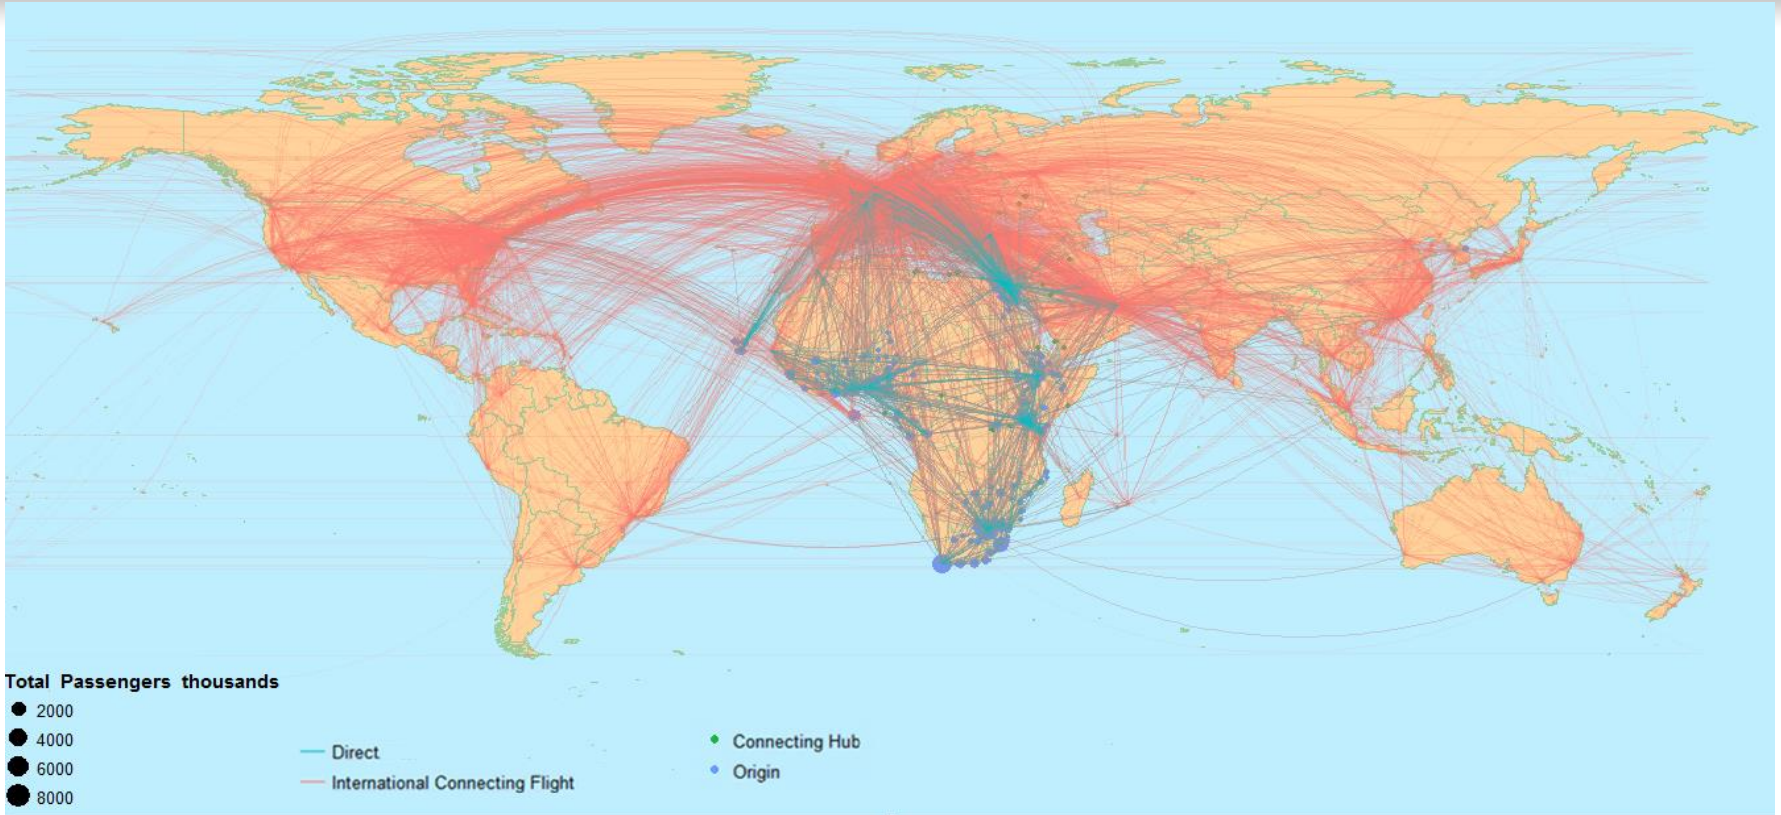 Total Passengers thousands
2000
4000
6000
8000
Direct
International Connecting Flight
Connecting Hub
Origin